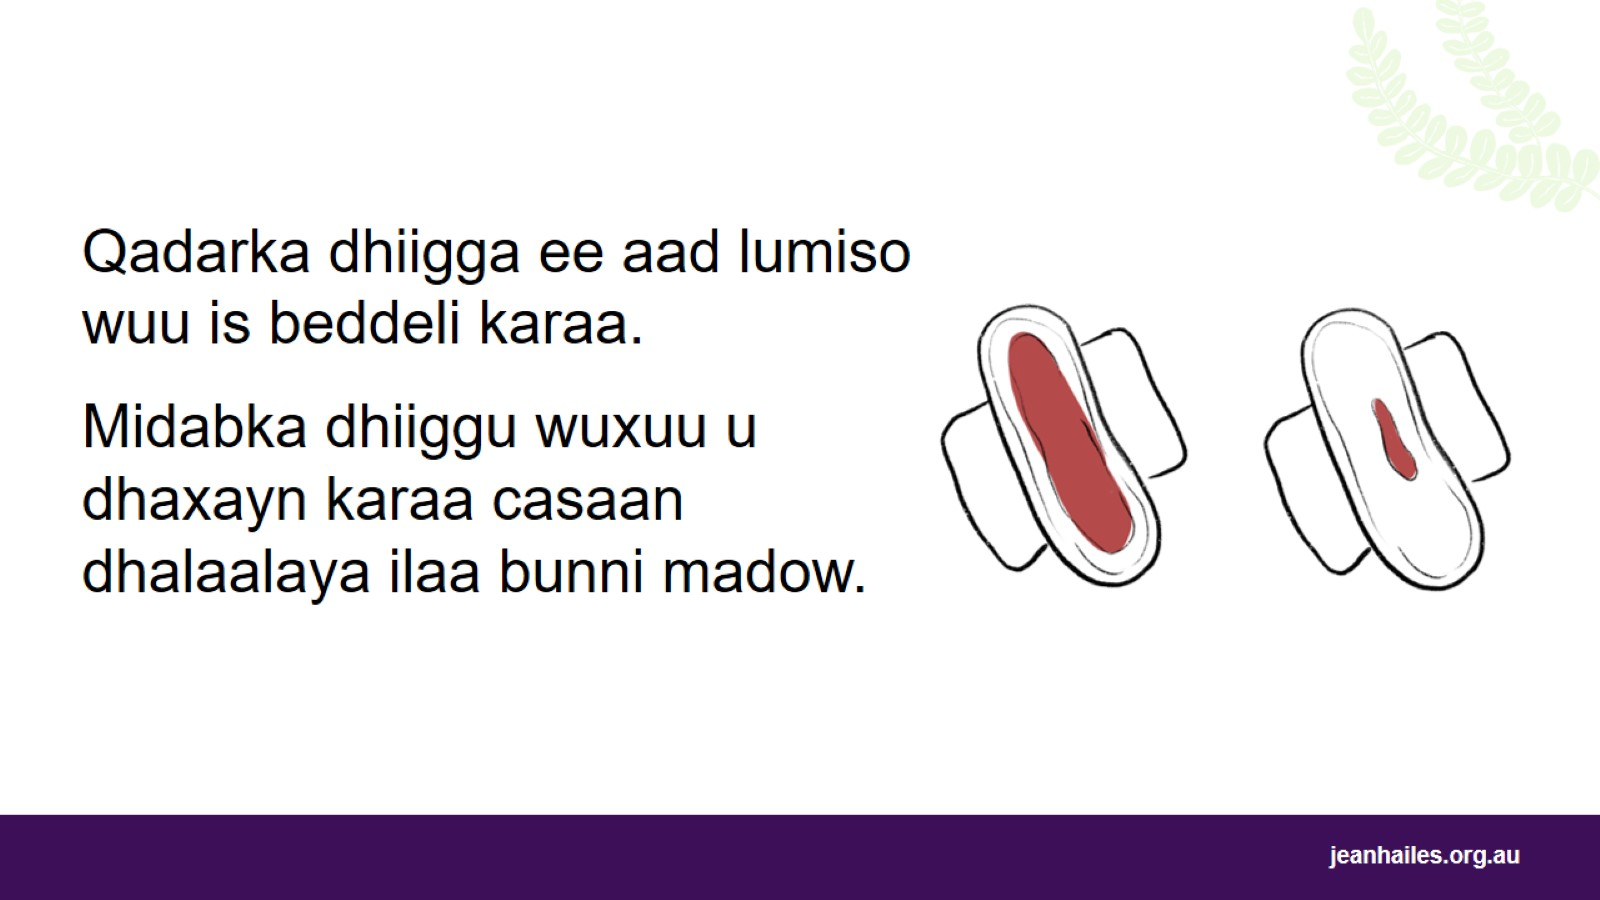 Qadarka dhiigga ee aad lumiso
wuu is beddeli karaa.
Midabka dhiiggu wuxuu u
dhaxayn karaa casaan
dhalaalaya ilaa bunni madow.
jeanhailes.org.au